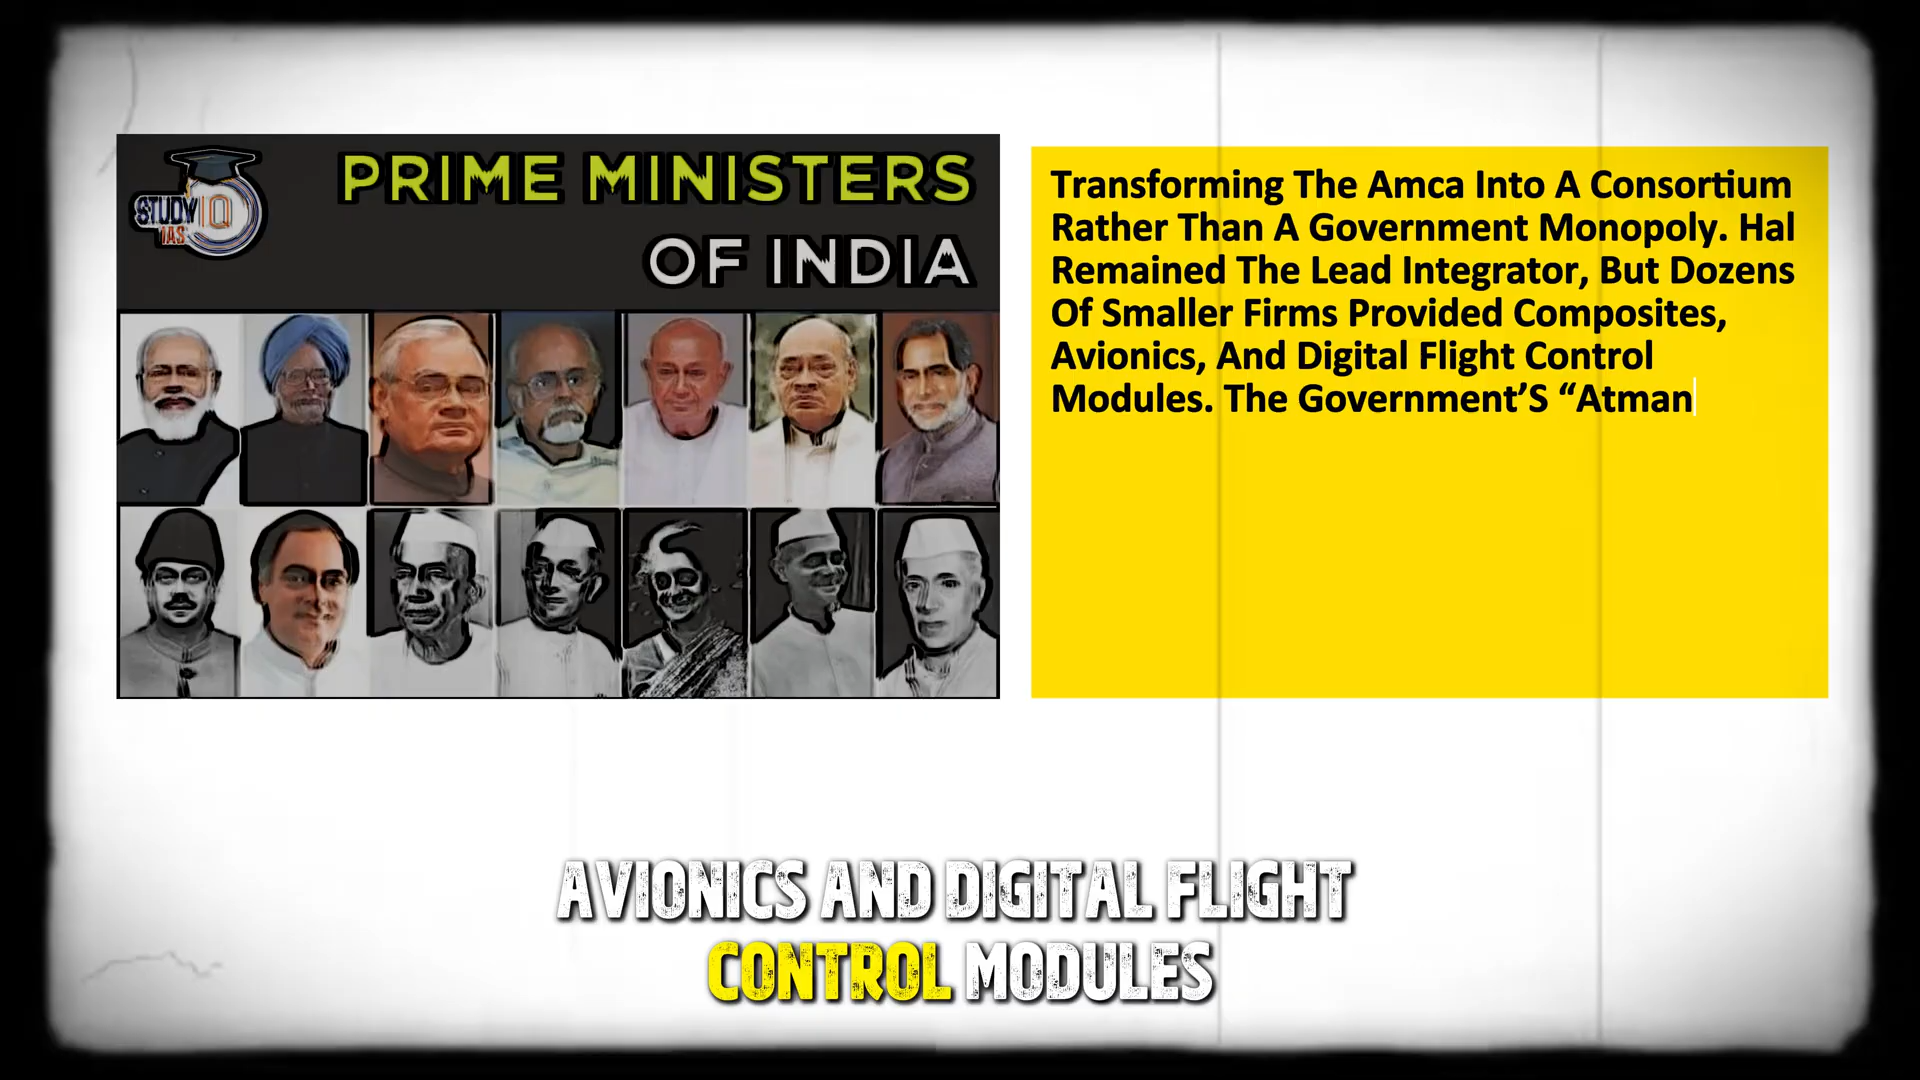 STUDY IQ
IAS
PRIME MINISTERS
OF INDIA
Transforming The Amca Into A Consortium
Rather Than A Government Monopoly. Hal
Remained The Lead Integrator, But Dozens
Of Smaller Firms Provided Composites,
Avionics, And Digital Flight Control
Modules. The Government’S “Atman
AVIONICS AND DIGITAL FLIGHT
CONTROL MODULES